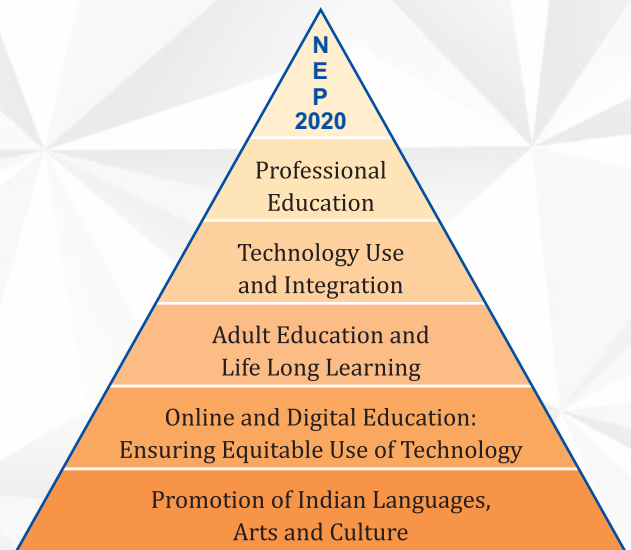 N
E
P
2020
Professional
Education
Technology Use
and Integration
Adult Education and
Life Long Learning
Online and Digital Education:
Ensuring Equitable Use of Technology
Promotion of Indian Languages,
Arts and Culture